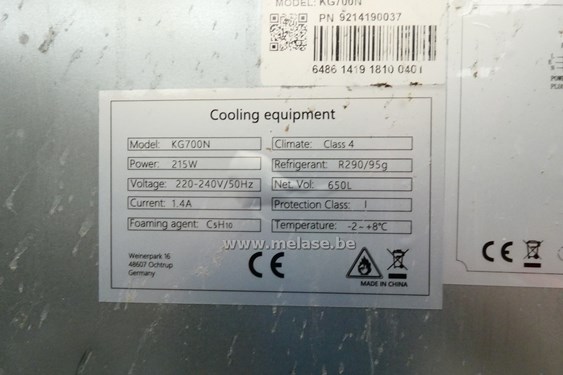 MODEL: KG700N
PN 9214190037
6486 1419 1810 0401
Cooling equipment
Model: KG700N
Climate: Class 4
Power: 215W
Refrigerant: R290/95g
Voltage: 220-240V/50Hz
Net. Vol: 650L
Current: 1.4A
Protection Class: I
Foaming agent: C5H10
Temperature: -2~+8℃
www.melase.be
Weinerpark 16
48607 Ochtrup
Germany
CE
MADE IN CHINA
CE